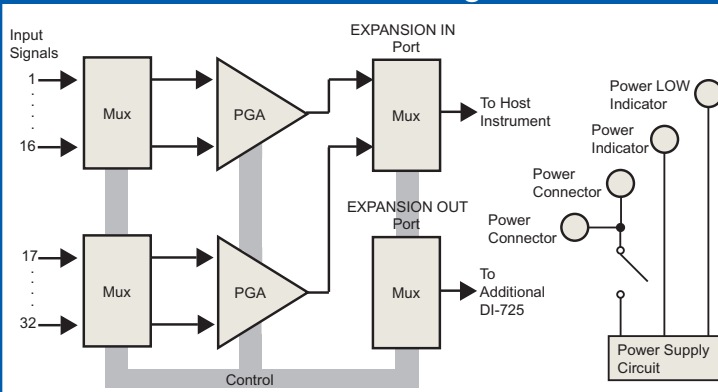 Input
Signals
1
16
17
32
Mux
Mux
PGA
PGA
EXPANSION IN
Port
Mux
To Host
Instrument
EXPANSION OUT
Port
Mux
To
Additional
DI-725
Control
Power LOW
Indicator
Power
Indicator
Power
Connector
Power
Connector
Power Supply
Circuit